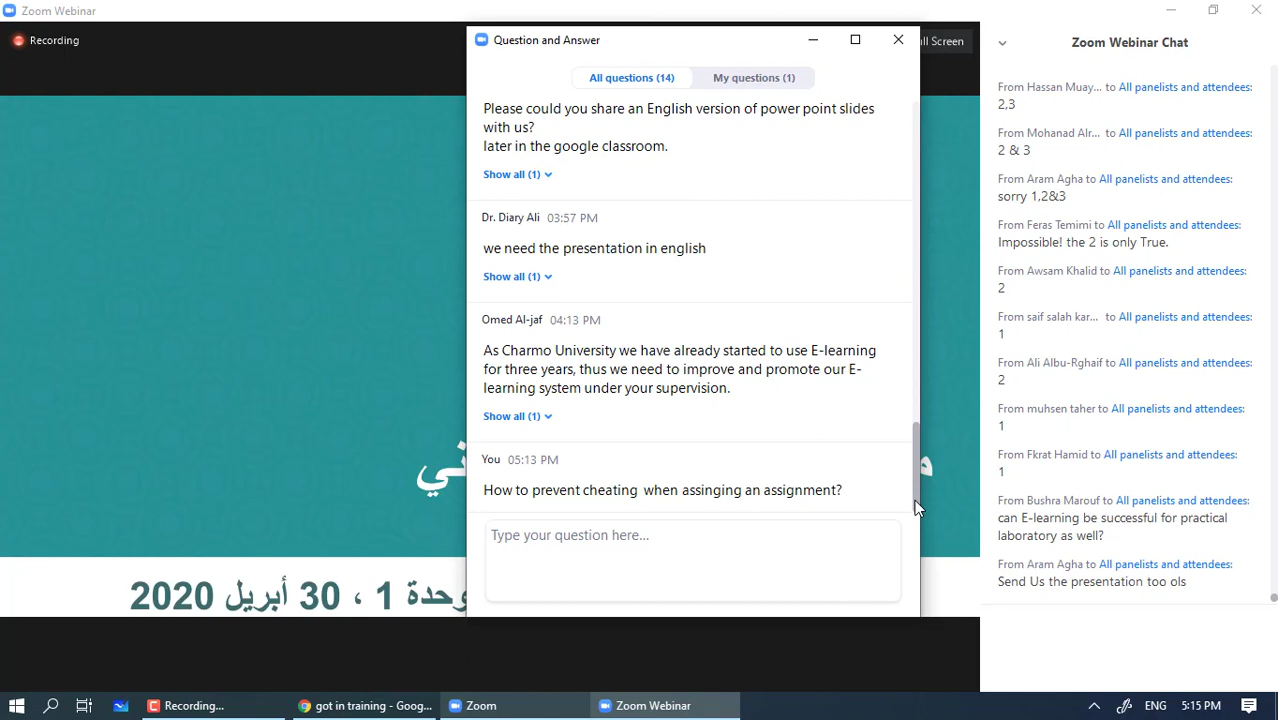 Zoom Webinar
Recording
Question and Answer
ll Screen
All questions (14)
My questions (1)
Please could you share an English version of power point slides
with us?
later in the google classroom.
Show all (1)
Dr. Diary Ali 03:57 PM
we need the presentation in english
Show all (1)
Omed Al-jaf 04:13 PM
As Charmo University we have already started to use E-learning
for three years, thus we need to improve and promote our E-
learning system under your supervision.
Show all (1)
You 05:13 PM
How to prevent cheating when assinging an assignment?
Type your question here...
وحدة 1 ، 30 أبريل 2020
Zoom Webinar Chat
From Hassan Muay... to All panelists and attendees:
2,3
From Mohanad Alr... to All panelists and attendees:
2 & 3
From Aram Agha to All panelists and attendees:
sorry 1,2&3
From Feras Temimi to All panelists and attendees:
Impossible! the 2 is only True.
From Awsam Khalid to All panelists and attendees:
2
From saif salah kar... to All panelists and attendees:
1
From Ali Albu-Rghaif to All panelists and attendees:
2
From muhsen taher to All panelists and attendees:
1
From Fkrat Hamid to All panelists and attendees:
1
From Bushra Marouf to All panelists and attendees:
can E-learning be successful for practical
laboratory as well?
From Aram Agha to All panelists and attendees:
Send Us the presentation too ols
Recording...
got in training - Goog...
Zoom
Zoom Webinar
5:15 PM